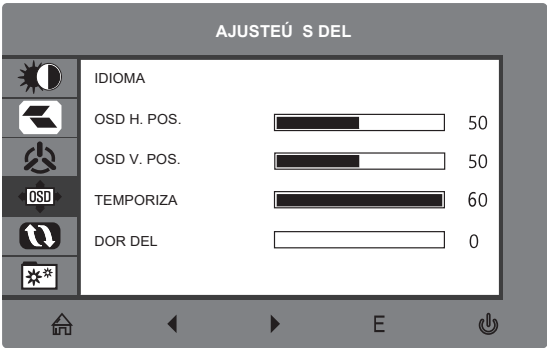 AJUSTEÚ S DEL
IDIOMA
OSD H. POS. 50
OSD V. POS. 50
OSD TEMPORIZA 60
DOR DEL 0
E